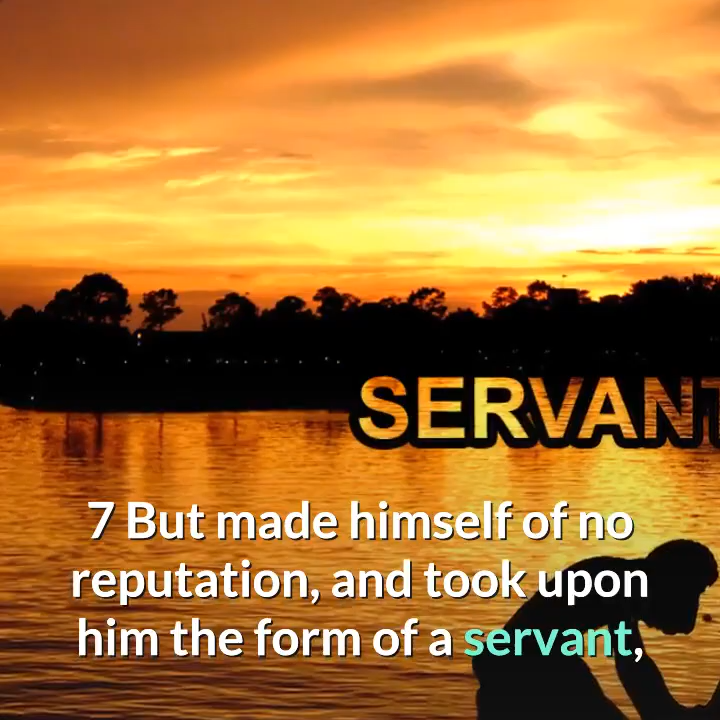 SERVANT
7 But made himself of no
reputation, and took upon
him the form of a servant,